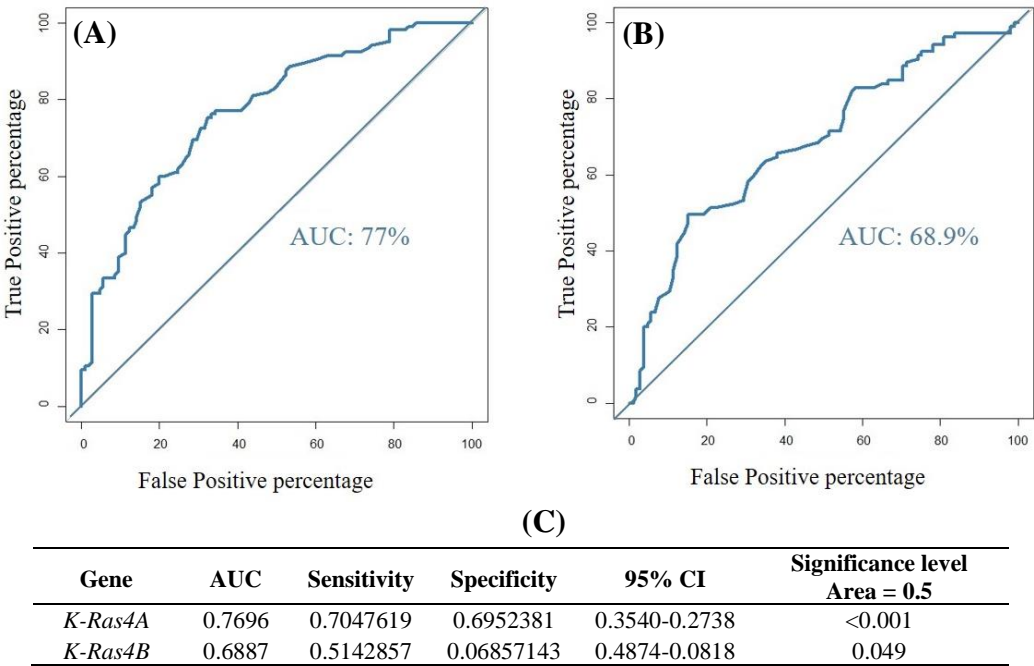 (A)
100
80
60
40
20
0
True Positive percentage
AUC: 77%
0 20 40 60 80 100
False Positive percentage
(B)
100
80
60
40
20
0
True Positive percentage
AUC: 68.9%
0 20 40 60 80 100
False Positive percentage
(C)
Gene AUC Sensitivity Specificity 95% CI Significance level Area = 0.5
K-Ras4A 0.7696 0.7047619 0.6952381 0.3540-0.2738 <0.001
K-Ras4B 0.6887 0.5142857 0.06857143 0.4874-0.0818 0.049